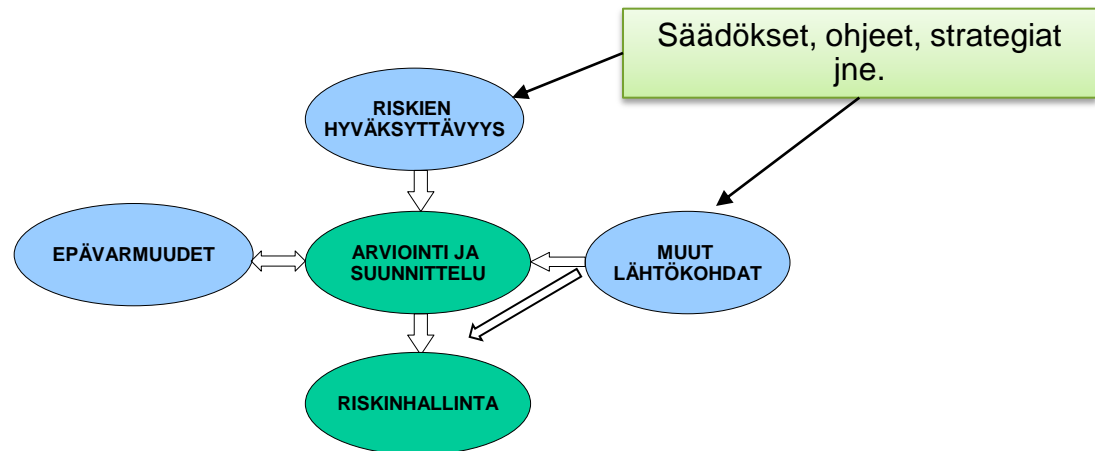 Säädökset, ohjeet, strategiat
jne.
RISKIEN
HYVÄKSYTTÄVYYS
EPÄVARMUUDET
ARVIOINTI JA
SUUNNITTELU
MUUT
LÄHTÖKOHDAT
RISKINHALLINTA